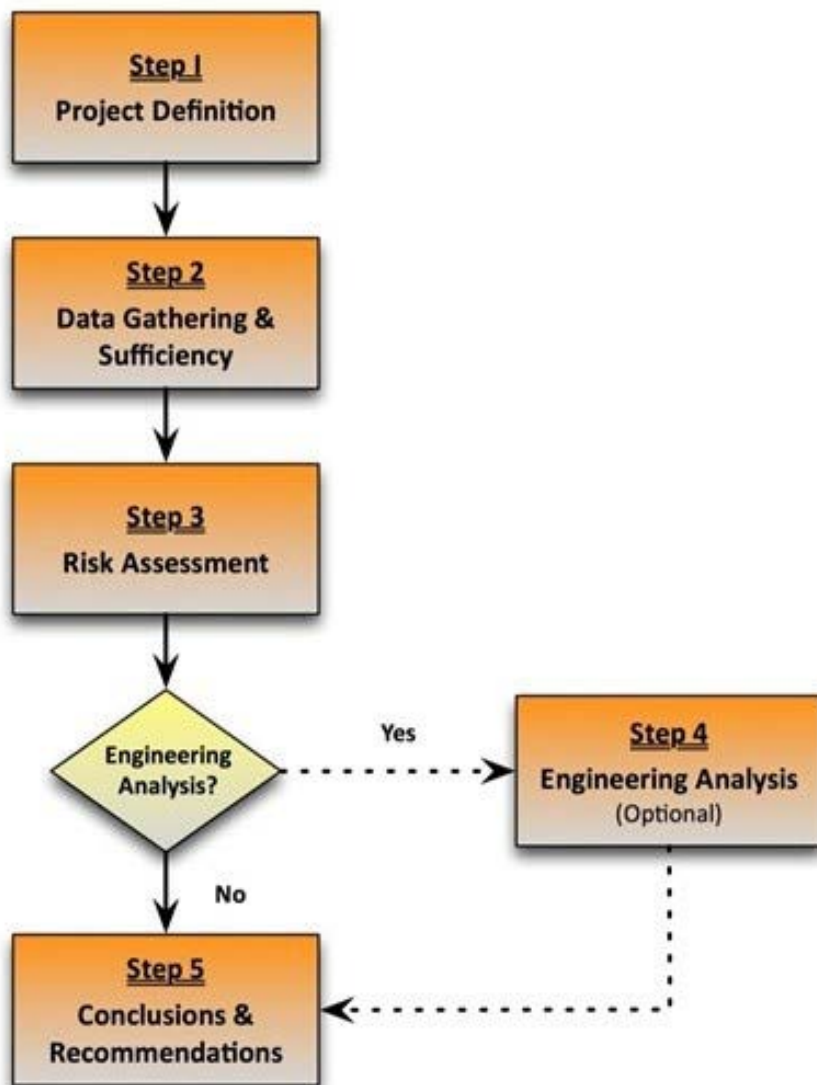 Step I
Project Definition
Step 2
Data Gathering &
Sufficiency
Step 3
Risk Assessment
Engineering
Analysis?
Yes
Step 4
Engineering Analysis
(Optional)
No
Step 5
Conclusions &
Recommendations